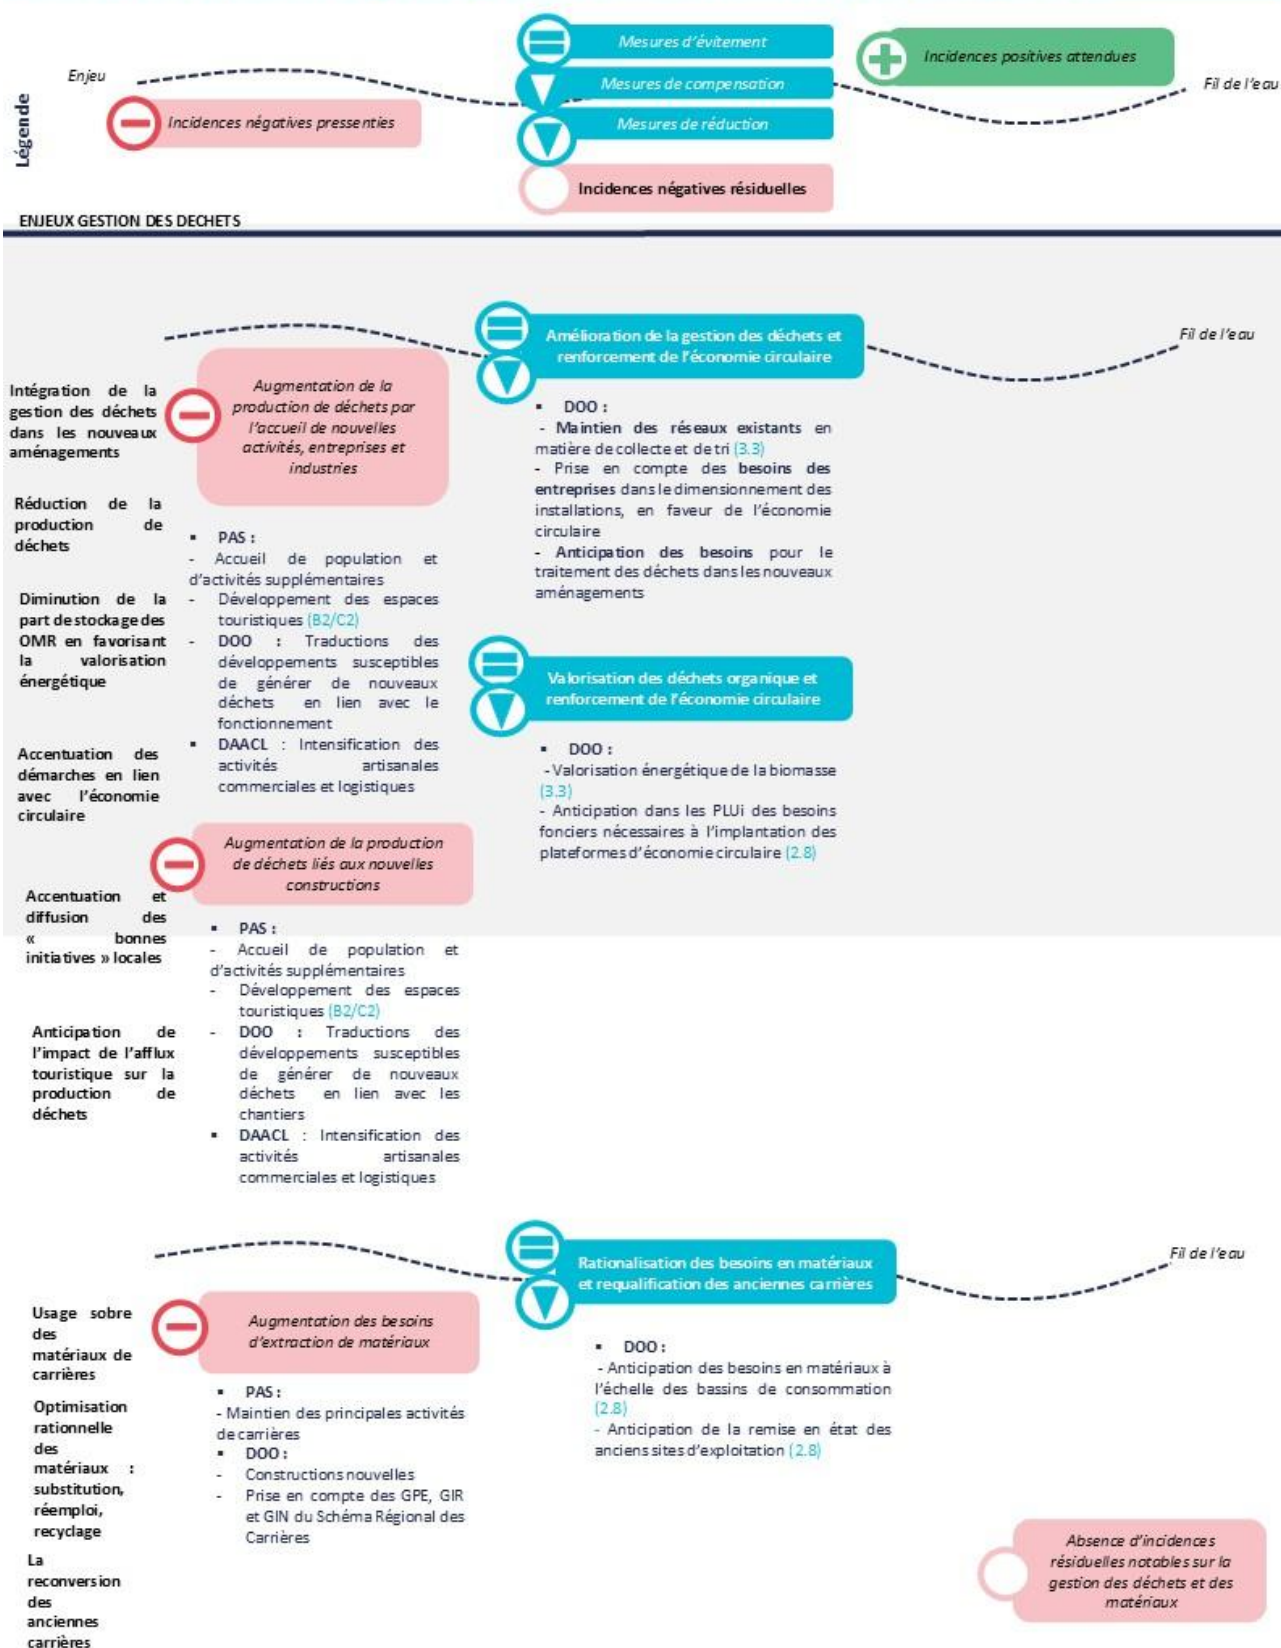 Légende
Enjeu
Incidences négatives pressenties
Mesures d'évitement
Mesures de compensation
Mesures de réduction
Incidences négatives résiduelles
Incidences positives attendues
Fil de l'eau
ENJEUX GESTION DES DECHETS
Intégration de la
gestion des déchets
dans les nouveaux
aménagements
Réduction de la
production de
déchets
Diminution de la
part de stockage des
OMR en favorisant
la valorisation
énergétique
Accentuation des
démarches en lien
avec l'économie
circulaire
Accentuation et
diffusion des
« bonnes
initiatives » locales
Anticipation de
l'impact de l'afflux
touristique sur la
production de
déchets
Augmentation de la
production de déchets par
l'accueil de nouvelles
activités, entreprises et
industries
▪ PAS :
- Accueil de population et
d'activités supplémentaires
- Développement des espaces
touristiques (B2/C2)
- DOO : Traductions des
développements susceptibles
de générer de nouveaux
déchets en lien avec le
fonctionnement
▪ DAACL : Intensification des
activités artisanales
commerciales et logistiques
Augmentation de la production
de déchets liés aux nouvelles
constructions
▪ PAS :
- Accueil de population et
d'activités supplémentaires
- Développement des espaces
touristiques (B2/C2)
- DOO : Traductions des
développements susceptibles
de générer de nouveaux
déchets en lien avec les
chantiers
▪ DAACL : Intensification des
activités artisanales
commerciales et logistiques
Amélioration de la gestion des déchets et
renforcement de l'économie circulaire
▪ DOO :
- Maintien des réseaux existants en
matière de collecte et de tri (3.3)
- Prise en compte des besoins des
entreprises dans le dimensionnement des
installations, en faveur de l'économie
circulaire
- Anticipation des besoins pour le
traitement des déchets dans les nouveaux
aménagements
Valorisation des déchets organique et
renforcement de l'économie circulaire
▪ DOO :
- Valorisation énergétique de la biomasse
(3.3)
- Anticipation dans les PLUi des besoins
fonciers nécessaires à l'implantation des
plateformes d'économie circulaire (2.8)
Fil de l'eau
Usage sobre
des
matériaux de
carrières
Optimisation
rationnelle
des
matériaux :
substitution,
réemploi,
recyclage
La
reconversion
des
anciennes
carrières
Augmentation des besoins
d'extraction de matériaux
▪ PAS :
- Maintien des principales activités
de carrières
▪ DOO :
- Constructions nouvelles
- Prise en compte des GPE, GIR
et GIN du Schéma Régional des
Carrières
Rationalisation des besoins en matériaux
et requalification des anciennes carrières
▪ DOO :
- Anticipation des besoins en matériaux à
l'échelle des bassins de consommation
(2.8)
- Anticipation de la remise en état des
anciens sites d'exploitation (2.8)
Fil de l'eau
Absence d'incidences
résiduelles notables sur la
gestion des déchets et des
matériaux